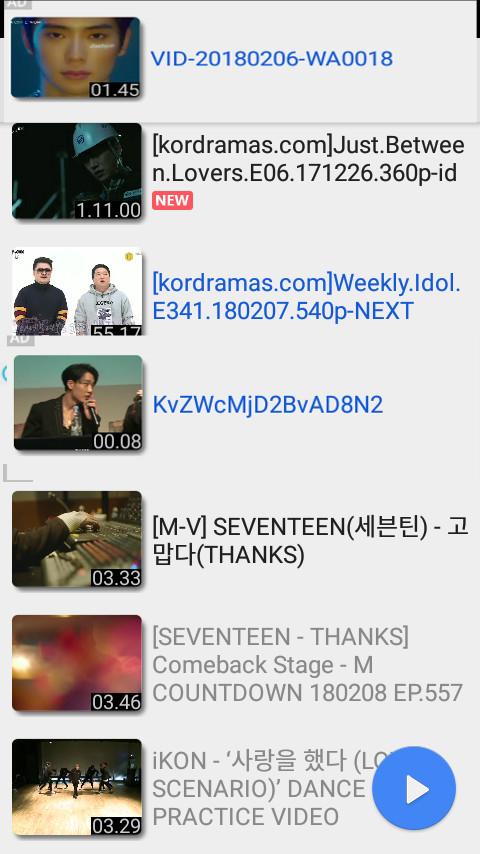 AD
01.45
VID-20180206-WA0018
1.11.00
[kordramas.com]Just.Betwee
n.Lovers.E06.171226.360p-id
NEW
55.17
[kordramas.com]Weekly.Idol.
E341.180207.540p-NEXT
AD
00.08
KvZWcMjD2BvAD8N2
03.33
[M-V] SEVENTEEN(세븐틴) - 고
맙다(THANKS)
03.46
[SEVENTEEN - THANKS]
Comeback Stage - M
COUNTDOWN 180208 EP.557
03.29
iKON - ‘사랑을 했다 (LO
SCENARIO)’ DANCE
PRACTICE VIDEO